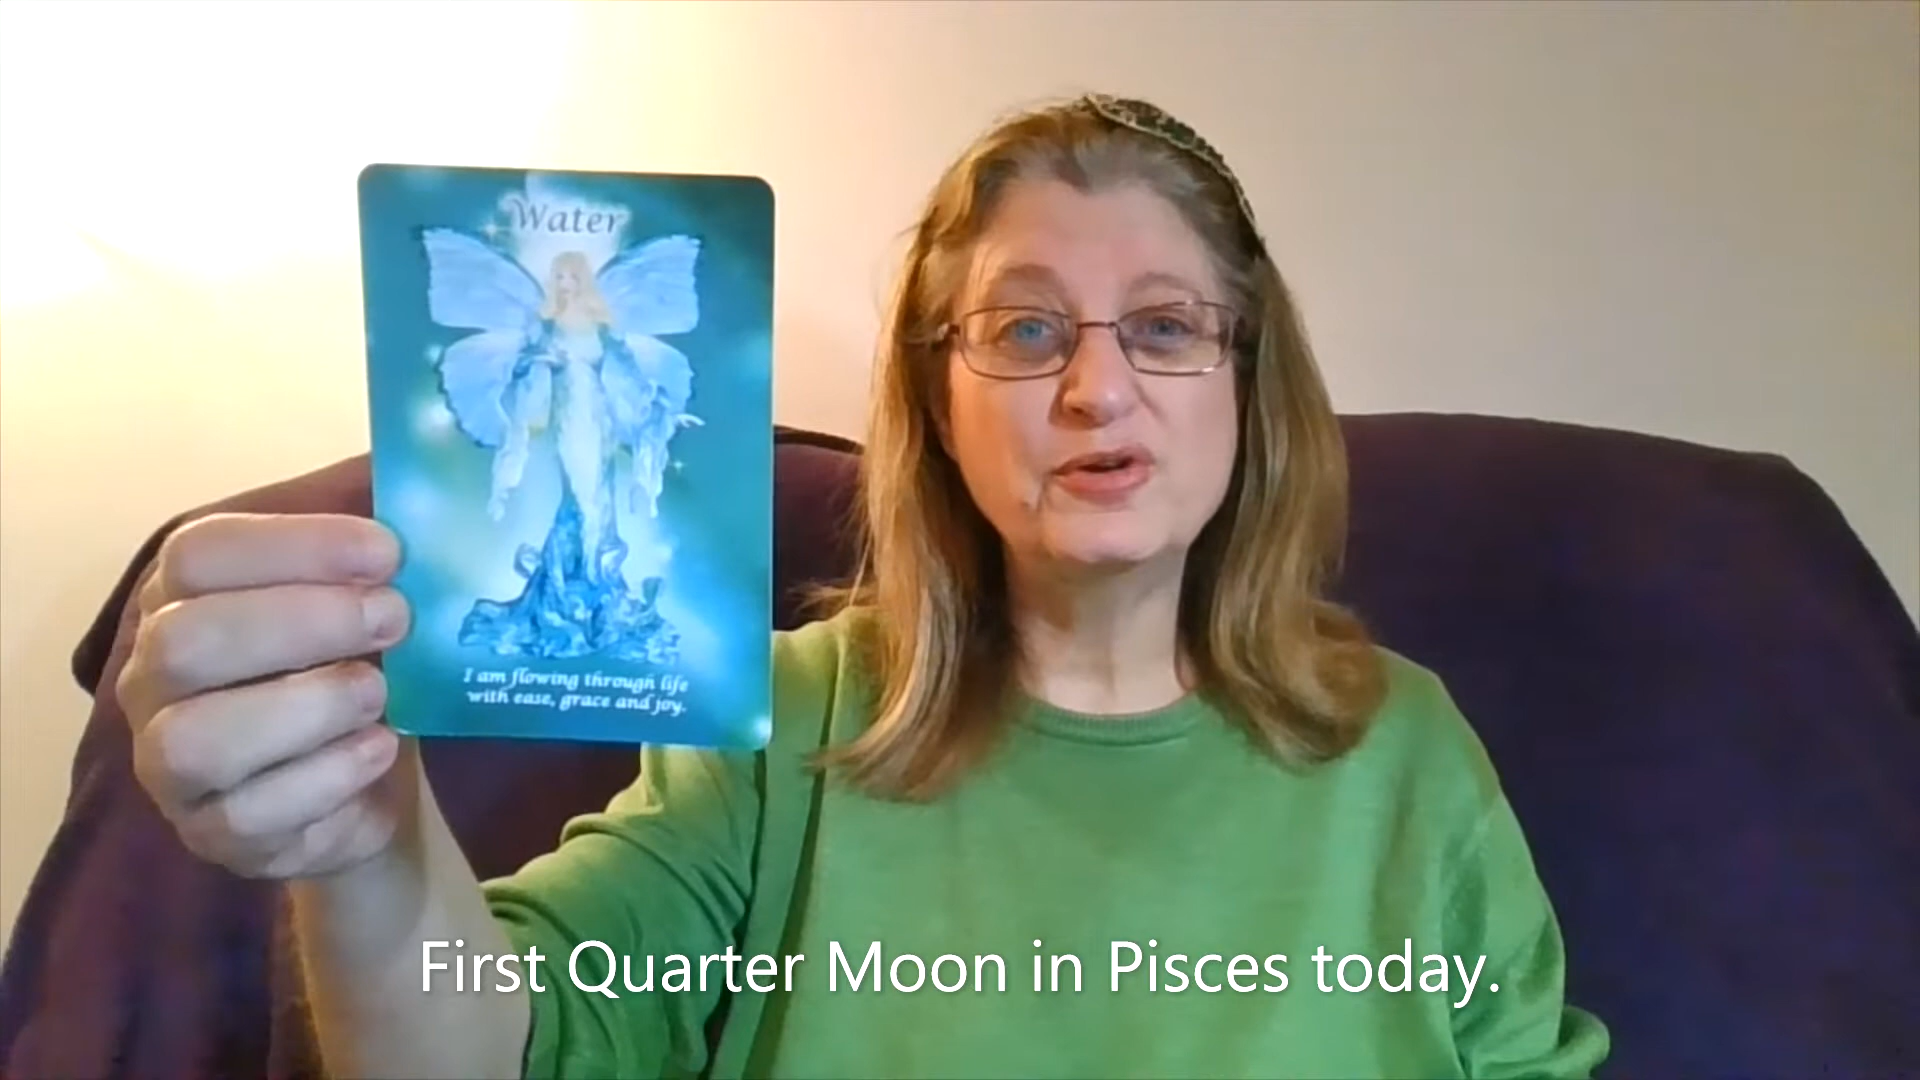 Water
I am flowing through life
with ease, grace and joy.
First Quarter Moon in Pisces today.